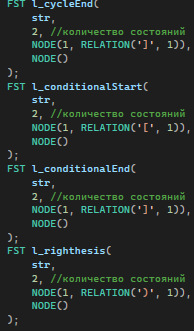 FST l_cycleEnd(
str,
2, //количество состояний
NODE(1, RELATION(']', 1)),
NODE()
);
FST l_conditionalStart(
str,
2, //количество состояний
NODE(1, RELATION('[', 1)),
NODE()
);
FST l_conditionalEnd(
str,
2, //количество состояний
NODE(1, RELATION(']', 1)),
NODE()
);
FST l_righthesis(
str,
2, //количество состояний
NODE(1, RELATION(')', 1)),
NODE()
);